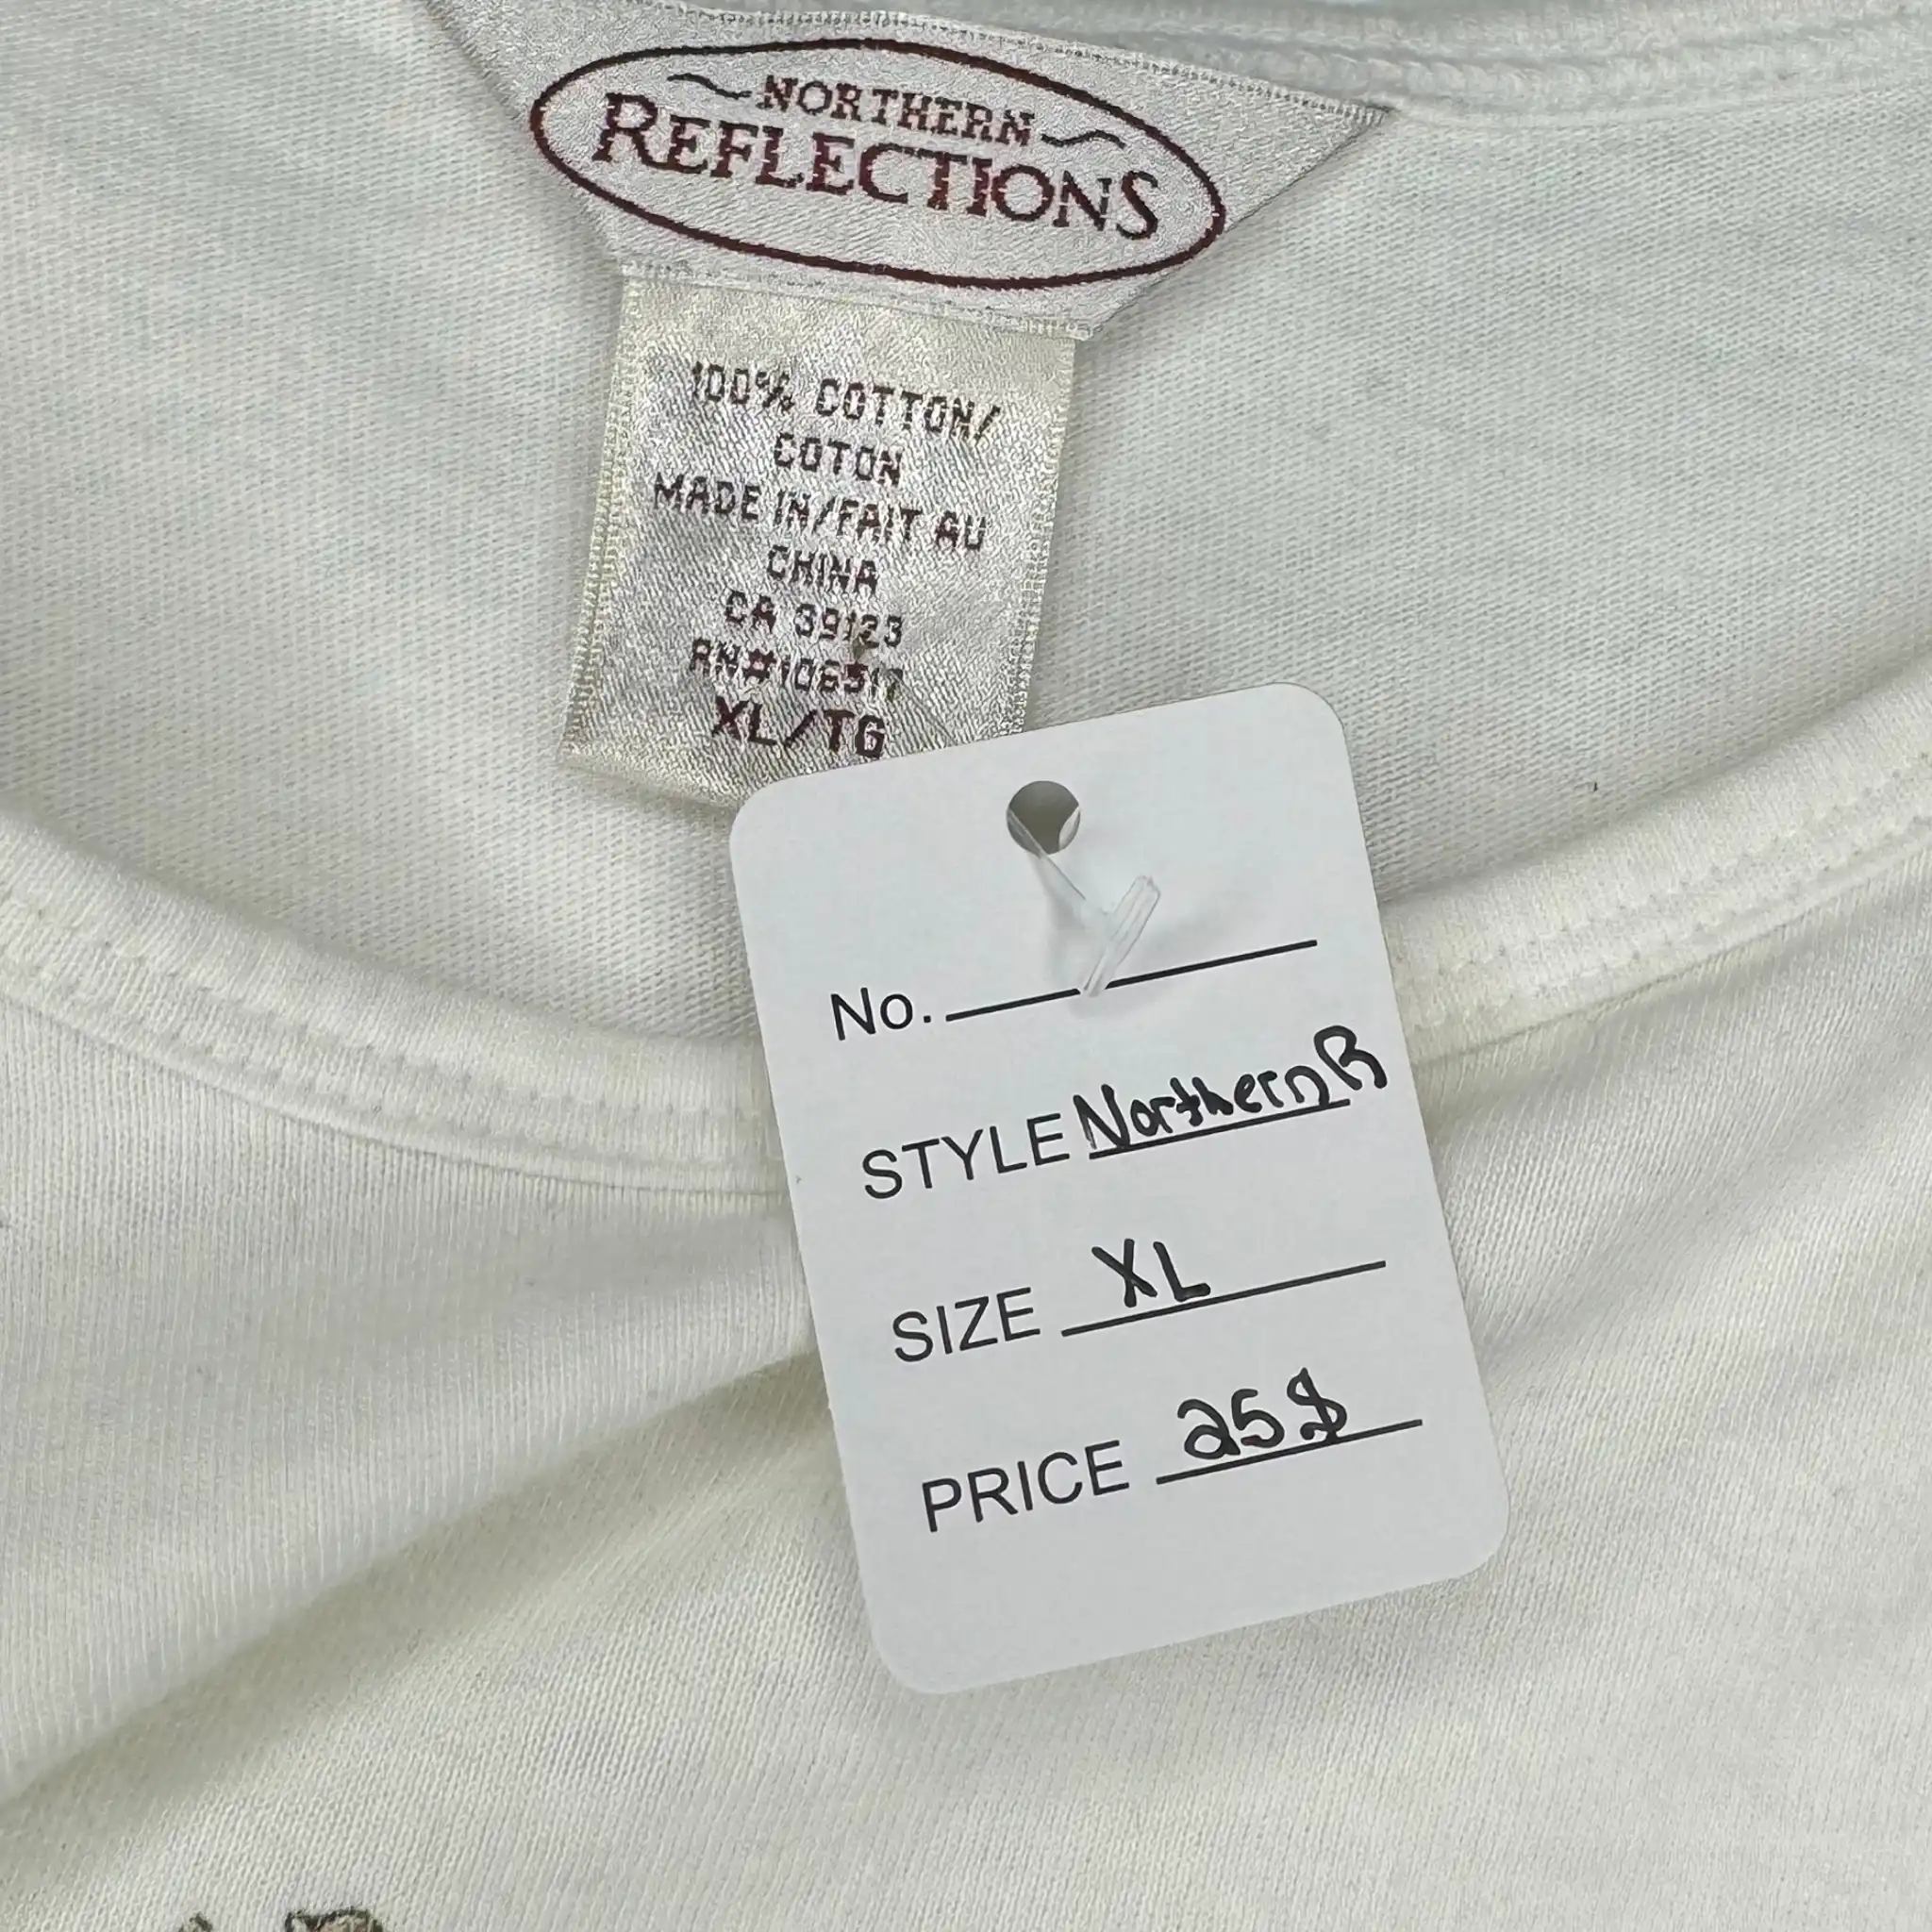 NORTHERN
REFLECTIONS
100% COTTON/
COTON
MADE IN/FAIT AU
CHINA
CA 39123
RN#106517
XL/TG
No.
STYLE Northern R
SIZE XL
PRICE 25$